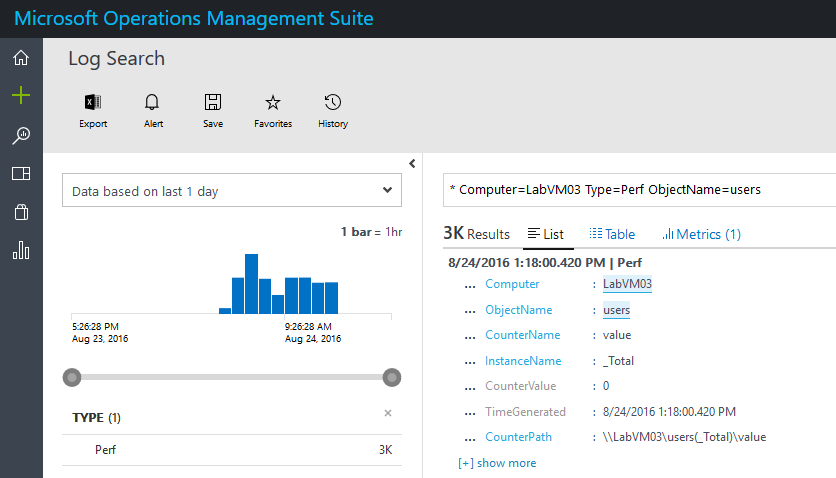 Microsoft Operations Management Suite
Log Search
Export Alert Save Favorites History
Data based on last 1 day
1 bar = 1hr
5:26:28 PM
Aug 23, 2016
9:26:28 AM
Aug 24, 2016
TYPE (1)
Perf 3K
* Computer=LabVM03 Type=Perf ObjectName=users
3K Results List Table Metrics (1)
8/24/2016 1:18:00.420 PM | Perf
... Computer : LabVM03
... ObjectName : users
... CounterName : value
... InstanceName : _Total
... CounterValue : 0
... TimeGenerated : 8/24/2016 1:18:00.420 PM
... CounterPath : \\LabVM03\users(_Total)\value
[+] show more